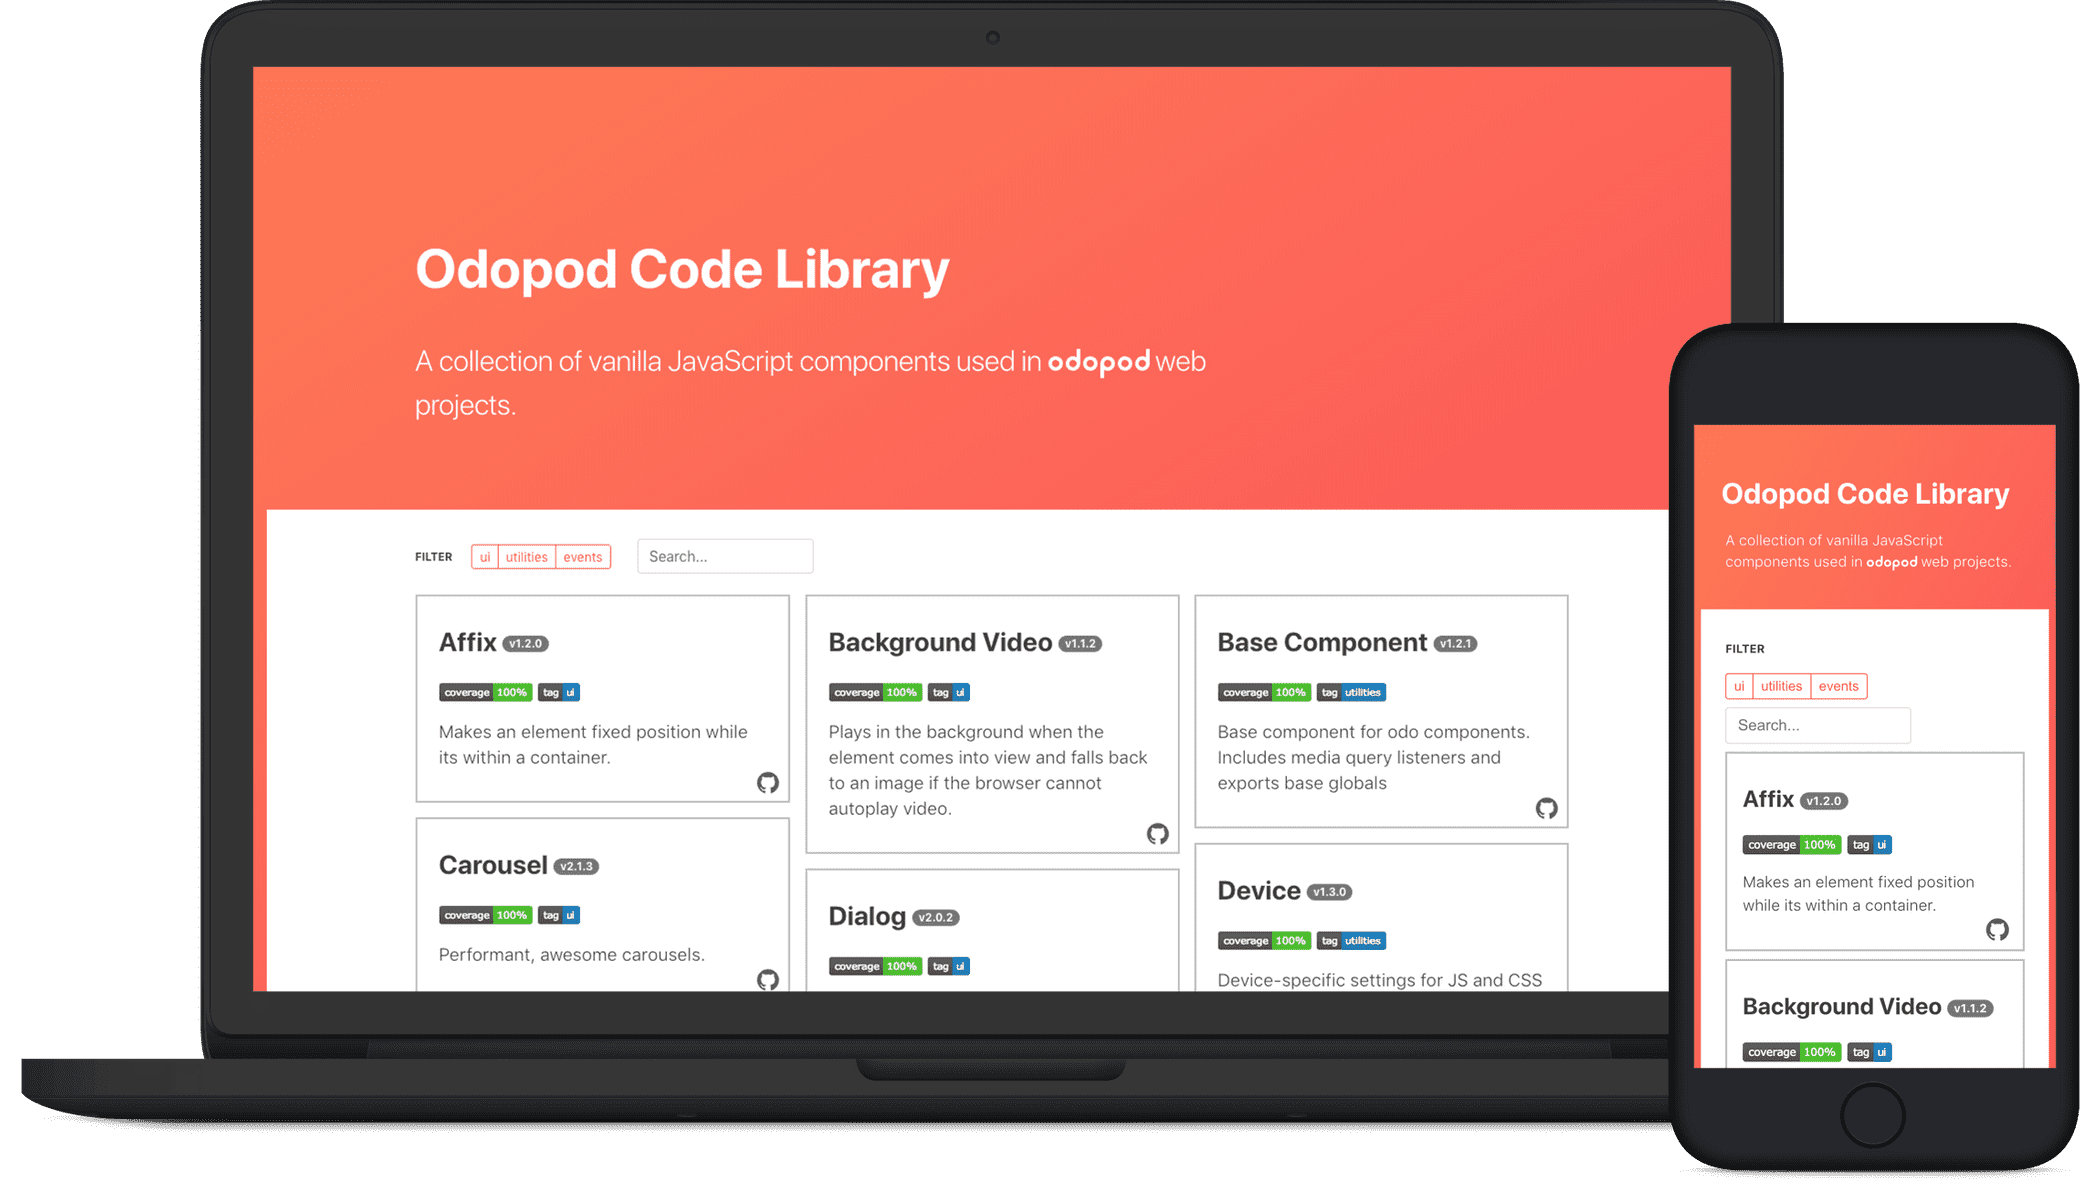 Odopod Code Library
A collection of vanilla JavaScript components used in odopod web
projects.
FILTER ui utilities events Search...
Affix v1.2.0
coverage 100% tag ui
Makes an element fixed position while
its within a container.
Background Video v1.1.2
coverage 100% tag ui
Plays in the background when the
element comes into view and falls back
to an image if the browser cannot
autoplay video.
Base Component v1.2.1
coverage 100% tag utilities
Base component for odo components.
Includes media query listeners and
exports base globals
Carousel v2.1.3
coverage 100% tag ui
Performant, awesome carousels.
Dialog v2.0.2
coverage 100% tag ui
Device v1.3.0
coverage 100% tag utilities
Device-specific settings for JS and CSS
Odopod Code Library
A collection of vanilla JavaScript
components used in odopod web projects.
FILTER
ui utilities events
Search...
Affix v1.2.0
coverage 100% tag ui
Makes an element fixed position
while its within a container.
Background Video v1.1.2
coverage 100% tag ui